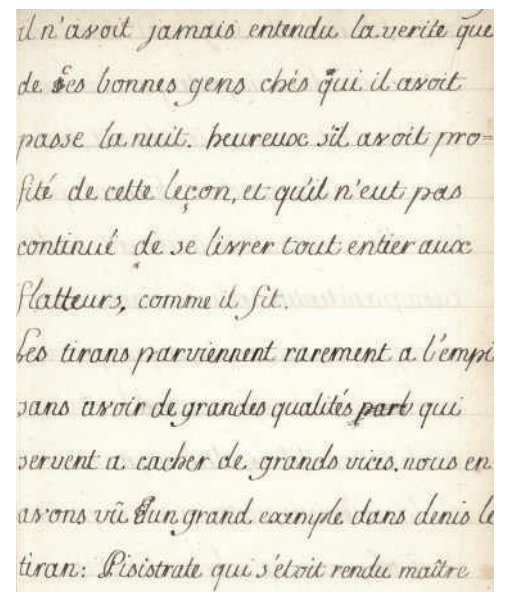 il n'avoit jamais entendu la verité que
de ces bonnes gens chés qui il avoit
passe la nuit. heureux s'il avoit pro=
fité de cette leçon, et qu'il n'eut pas
continué de se livrer tout entier aux
flatteurs, comme il fit.
Les tirans parviennent rarement a l'empi
sans avoir de grandes qualités part qui
servent a cacher de grands vices. nous en
avons vû un grand exemple dans denis le
tiran: Pisistrate qui s'étoit rendu maître